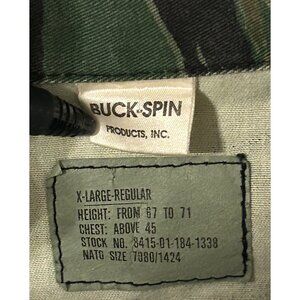 BUCK-SPIN
PRODUCTS, INC.
X-LARGE-REGULAR
HEIGHT: FROM 67 TO 71
CHEST: ABOVE 45
STOCK NO. 8415-01-184-1338
NATO SIZE 7080/1424